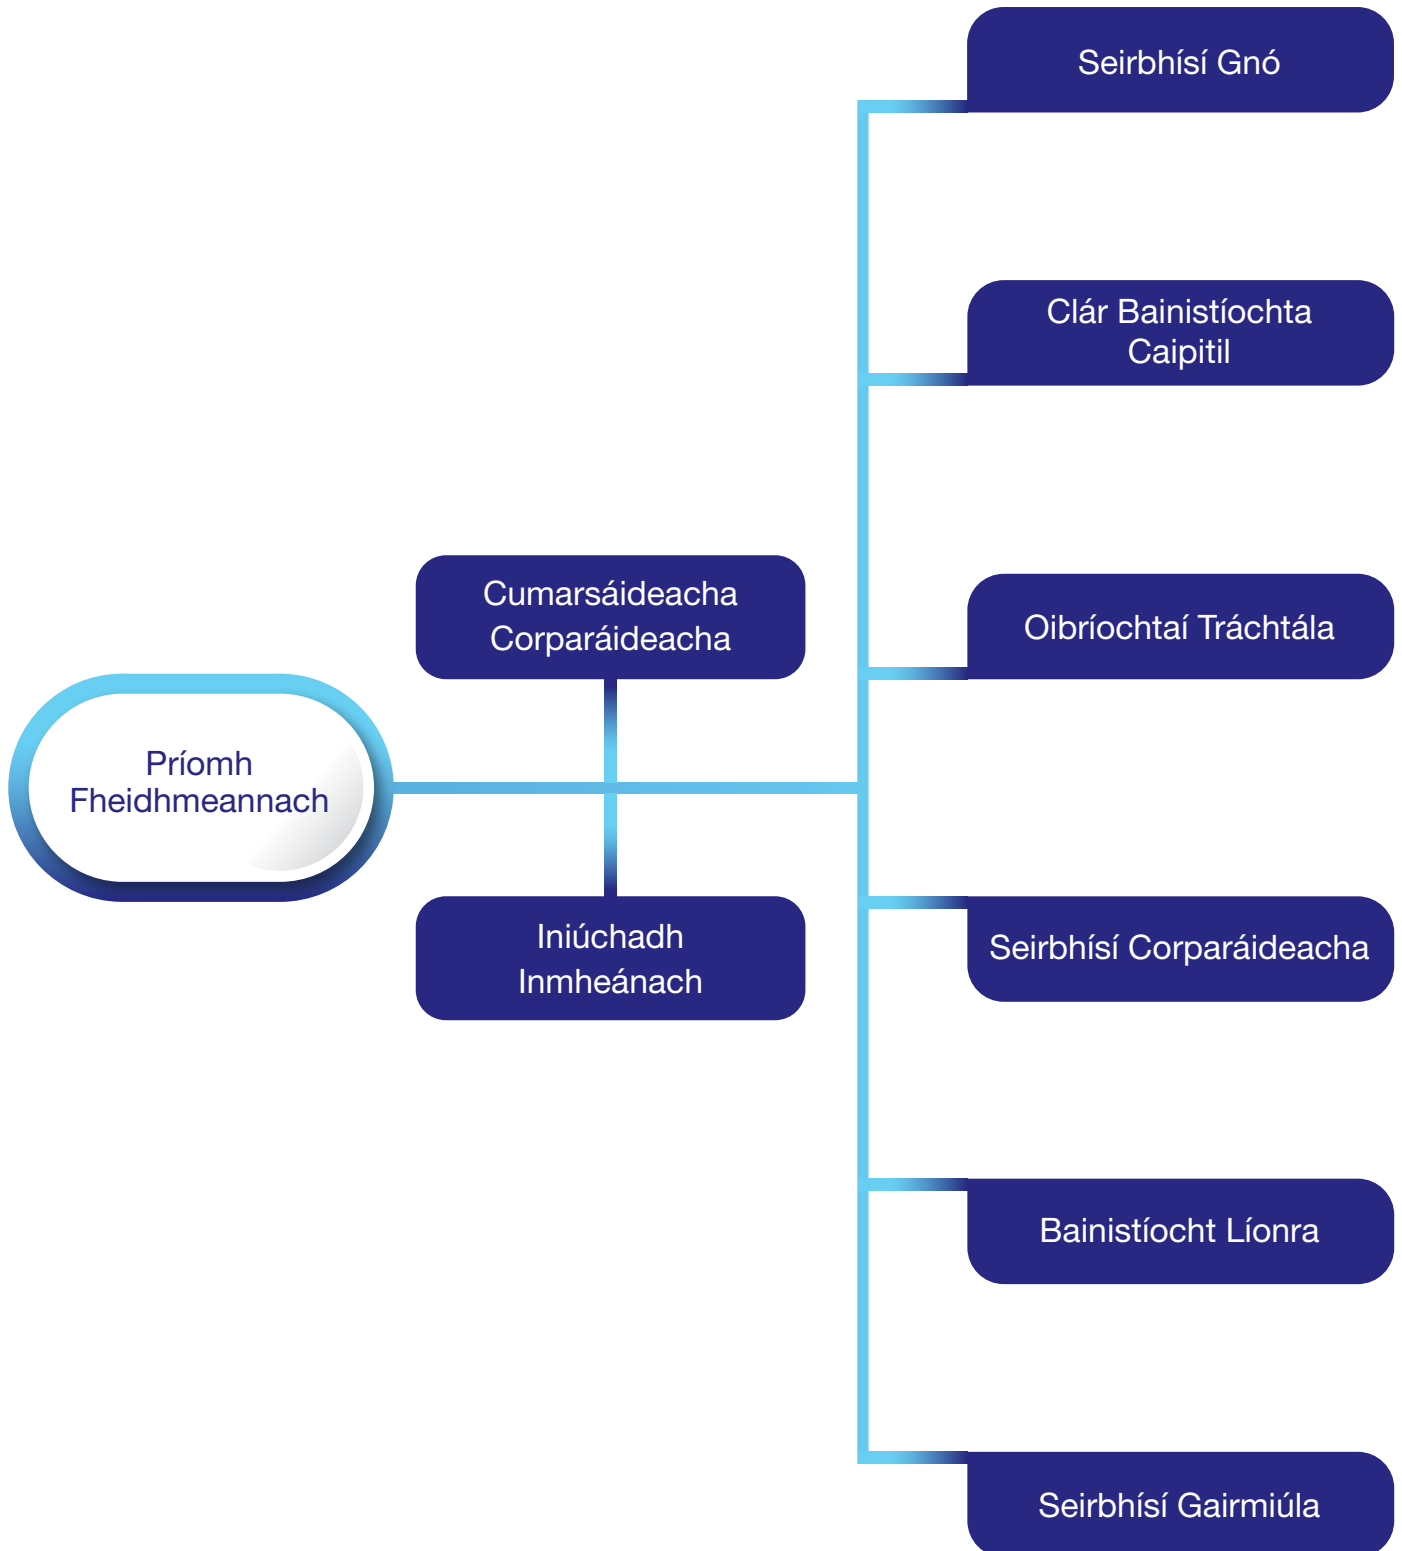 Príomh
Fheidhmeannach
Cumarsáideacha
Corparáideacha
Iniúchadh
Inmheánach
Seirbhísí Gnó
Clár Bainistíochta
Caipitil
Oibríochtaí Tráchtála
Seirbhísí Corparáideacha
Bainistíocht Líonra
Seirbhísí Gairmiúla